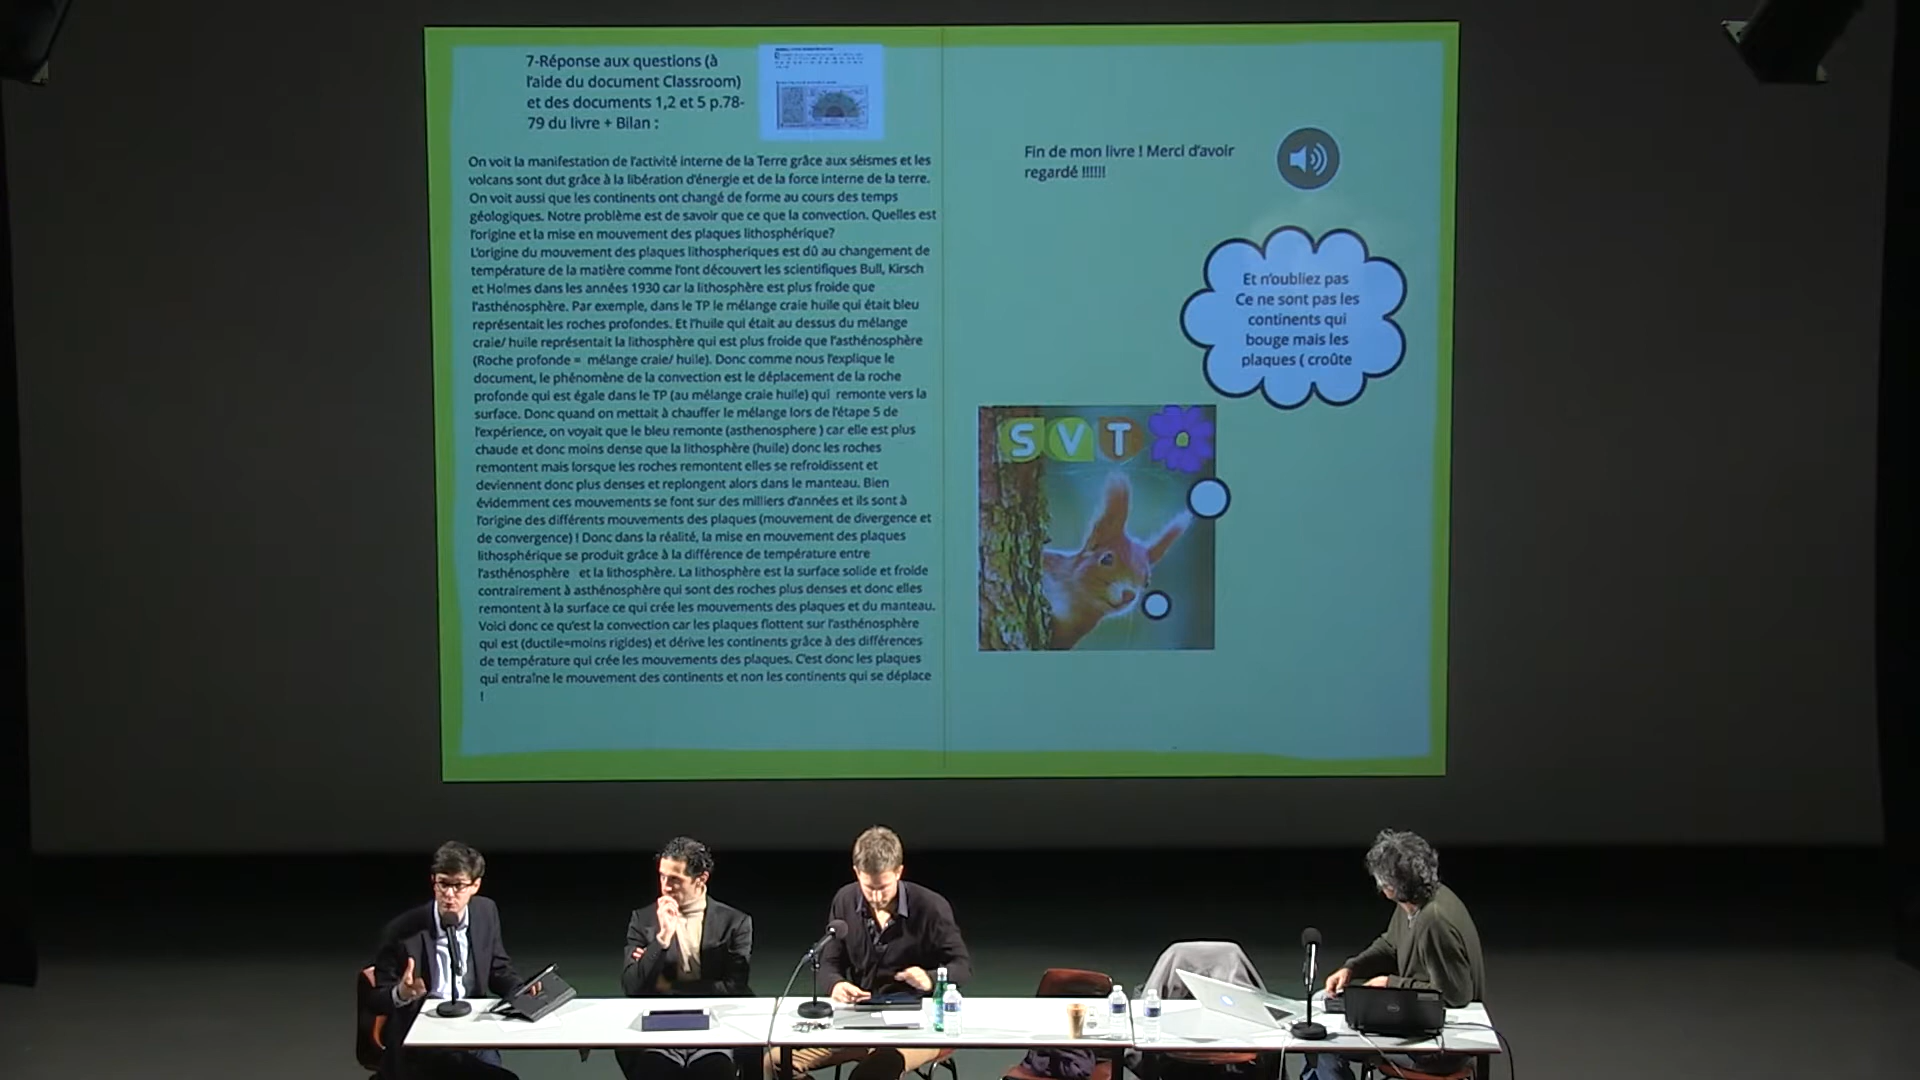 7-Réponse aux questions (à
l'aide du document Classroom)
et des documents 1,2 et 5 p.78-
79 du livre + Bilan :
On voit la manifestation de l'activité interne de la Terre grâce aux séismes et les
volcans sont dut grâce à la libération d'énergie et de la force interne de la terre.
On voit aussi que les continents ont changé de forme au cours des temps
géologiques. Notre problème est de savoir que ce que la convection. Quelles est
l'origine et la mise en mouvement des plaques lithosphérique?
L'origine du mouvement des plaques lithospheriques est dû au changement de
température de la matière comme l'ont découvert les scientifiques Bull, Kirsch
et Holmes dans les années 1930 car la lithosphère est plus froide que
l'asthénosphère. Par exemple, dans le TP le mélange craie huile qui était bleu
représentait les roches profondes. Et l'huile qui était au dessus du mélange
craie/ huile représentait la lithosphère qui est plus froide que l'asthénosphère
(Roche profonde = mélange craie/ huile). Donc comme nous l'explique le
document, le phénomène de la convection est le déplacement de la roche
profonde qui est égale dans le TP (au mélange craie huile) qui remonte vers la
surface. Donc quand on mettait à chauffer le mélange lors de l'étape 5 de
l'expérience, on voyait que le bleu remonte (asthenosphere ) car elle est plus
chaude et donc moins dense que la lithosphère (huile) donc les roches
remontent mais lorsque les roches remontent elles se refroidissent et
deviennent donc plus denses et replongent alors dans le manteau. Bien
évidemment ces mouvements se font sur des milliers d'années et ils sont à
l'origine des différents mouvements des plaques (mouvement de divergence et
de convergence) ! Donc dans la réalité, la mise en mouvement des plaques
lithosphérique se produit grâce à la différence de température entre
l'asthénosphère et la lithosphère. La lithosphère est la surface solide et froide
contrairement à asthénosphère qui sont des roches plus denses et donc elles
remontent à la surface ce qui crée les mouvements des plaques et du manteau.
Voici donc ce qu'est la convection car les plaques flottent sur l'asthénosphère
qui est (ductile=moins rigides) et dérive les continents grâce à des différences
de température qui crée les mouvements des plaques. C'est donc les plaques
qui entraîne le mouvement des continents et non les continents qui se déplace
!
Fin de mon livre ! Merci d'avoir
regardé !!!!!!
Et n'oubliez pas
Ce ne sont pas les
continents qui
bouge mais les
plaques ( croûte
SVT